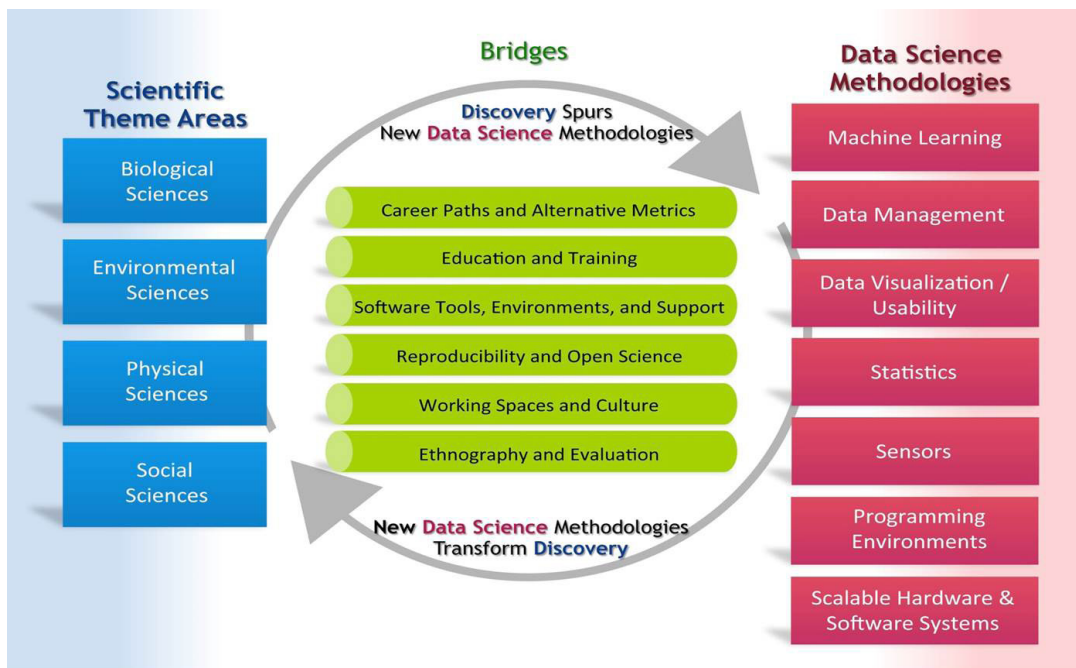 Bridges
Scientific
Theme Areas
Biological
Sciences
Environmental
Sciences
Physical
Sciences
Social
Sciences
Discovery Spurs
New Data Science Methodologies
Career Paths and Alternative Metrics
Education and Training
Software Tools, Environments, and Support
Reproducibility and Open Science
Working Spaces and Culture
Ethnography and Evaluation
New Data Science Methodologies
Transform Discovery
Data Science
Methodologies
Machine Learning
Data Management
Data Visualization /
Usability
Statistics
Sensors
Programming
Environments
Scalable Hardware &
Software Systems